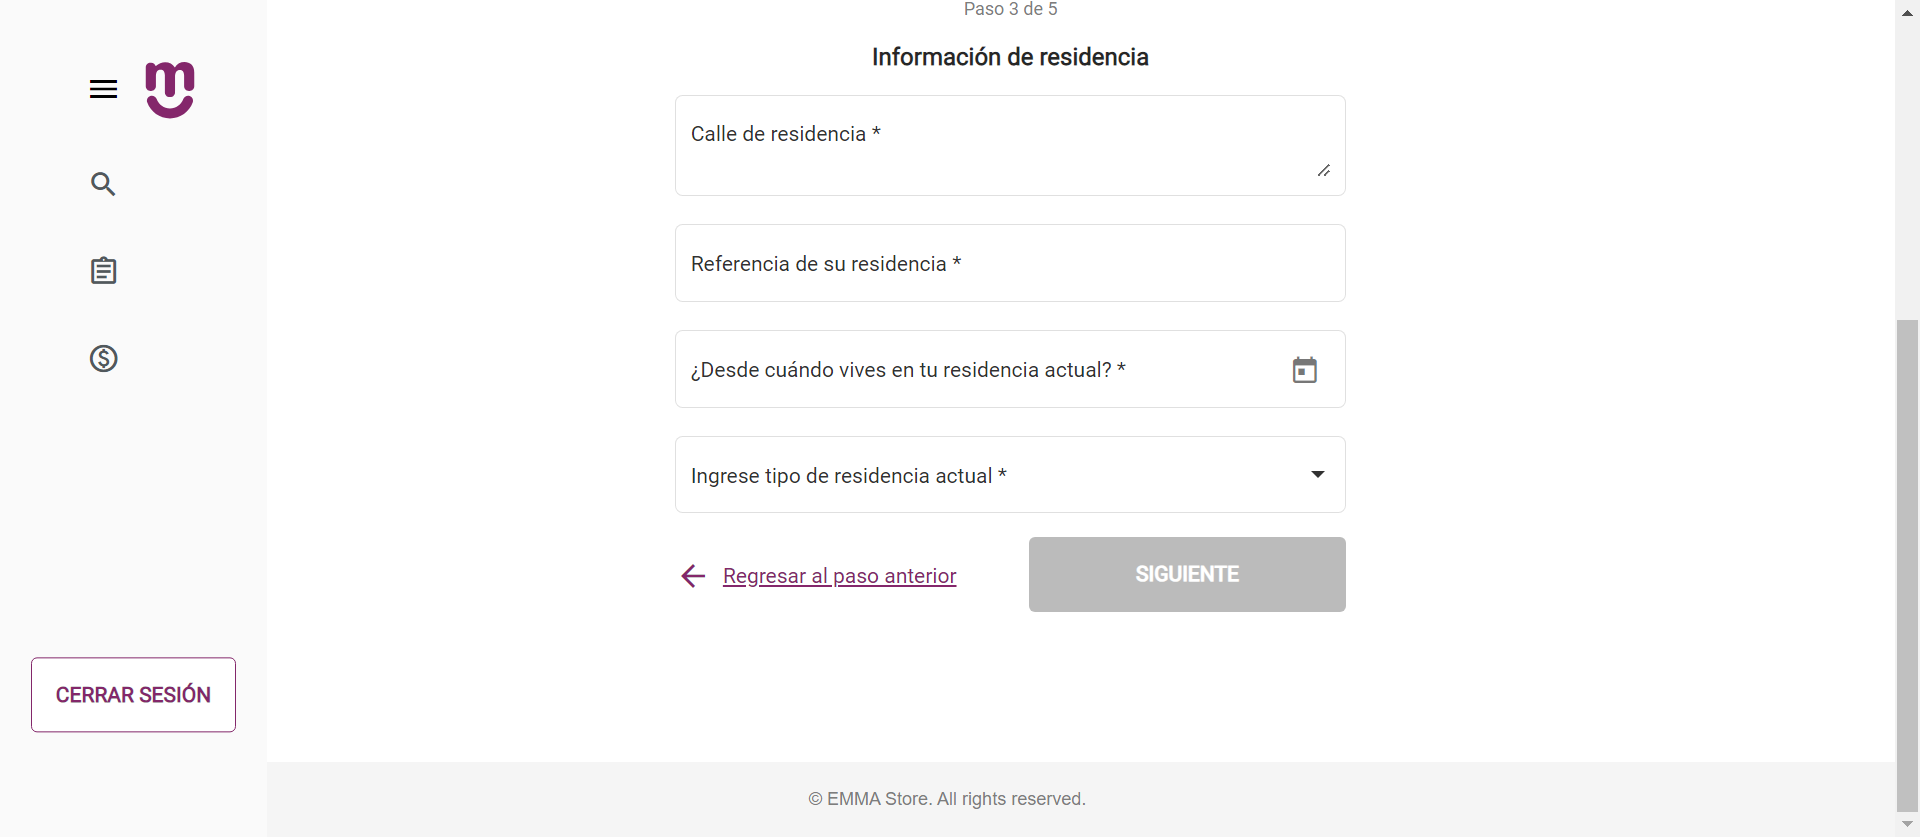 Paso 3 de 5
Información de residencia
Calle de residencia *
Referencia de su residencia *
¿Desde cuándo vives en tu residencia actual? *
Ingrese tipo de residencia actual *
Regresar al paso anterior
SIGUIENTE
CERRAR SESIÓN
© EMMA Store. All rights reserved.